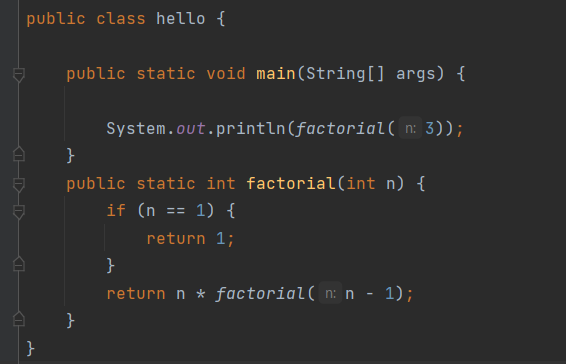 public class hello {
public static void main(String[] args) {
System.out.println(factorial( n: 3));
}
public static int factorial(int n) {
if (n == 1) {
return 1;
}
return n * factorial( n: n - 1);
}
}